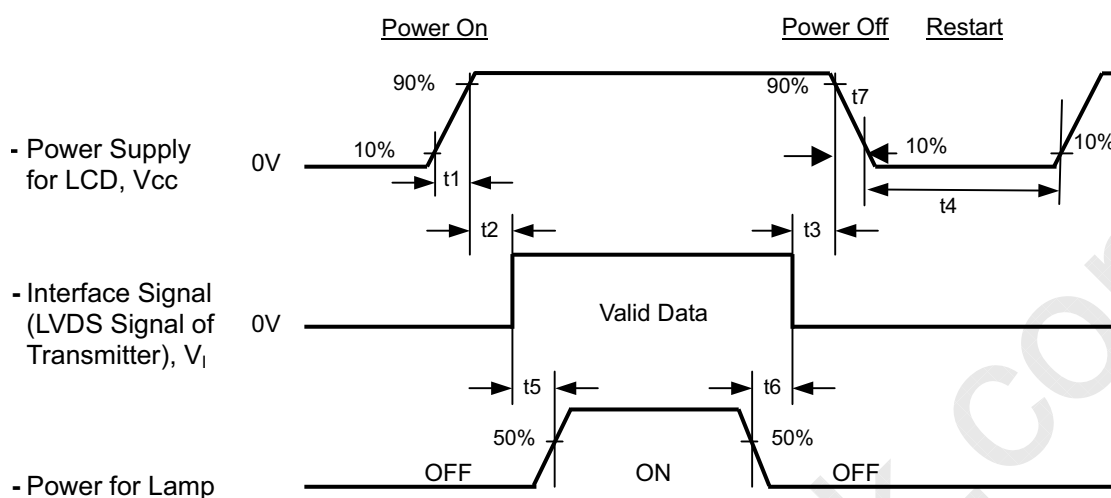 Power On Power Off Restart
90% 90% t7
- Power Supply for LCD, Vcc
0V 10% 10% 10%
t1 t4
t2 t3
- Interface Signal (LVDS Signal of Transmitter), VI
0V Valid Data
t5 t6
50% 50%
- Power for Lamp
OFF ON OFF